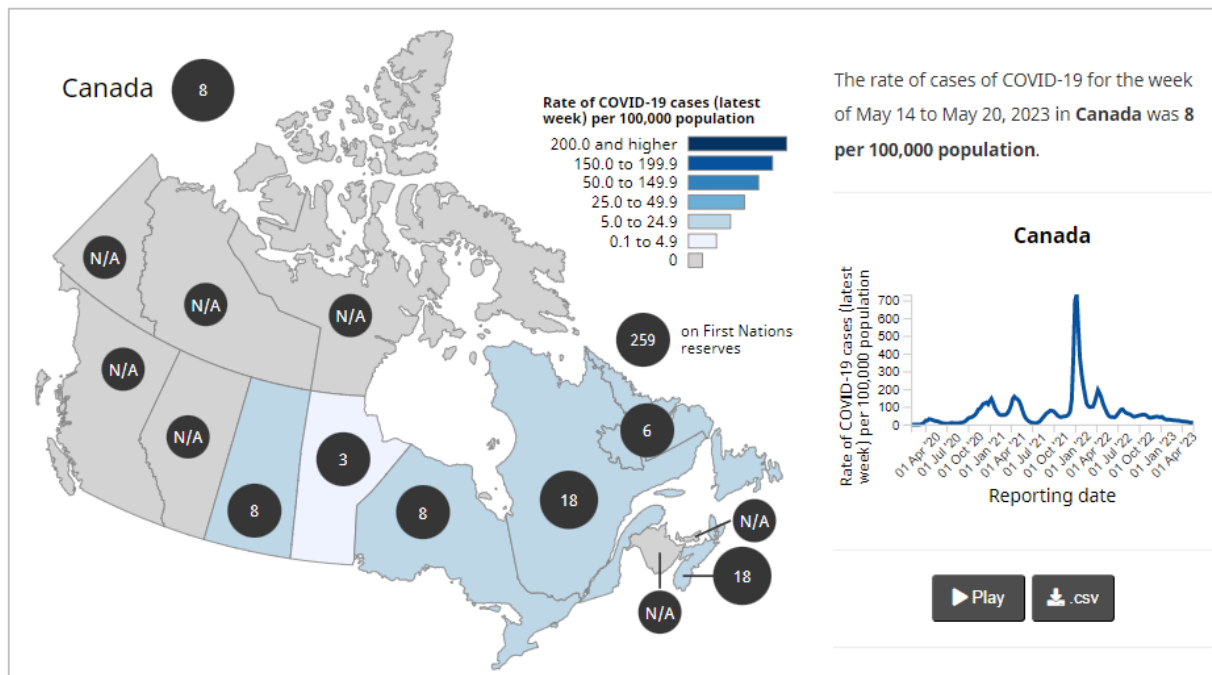 Canada
8
Rate of COVID-19 cases (latest
week) per 100,000 population
200.0 and higher
150.0 to 199.9
50.0 to 149.9
25.0 to 49.9
5.0 to 24.9
0.1 to 4.9
0
N/A
N/A
N/A
N/A
N/A
8
3
8
18
6
259
on First Nations
reserves
N/A
18
N/A
The rate of cases of COVID-19 for the week
of May 14 to May 20, 2023 in Canada was 8
per 100,000 population.
Canada
Rate of COVID-19 cases (latest
week) per 100,000 population
700
600
500
400
300
200
100
0
01 Apr '20
01 Jul '20
01 Oct '20
01 Jan '21
01 Apr '21
01 Jul '21
01 Oct '21
01 Jan '22
01 Apr '22
01 Jul '22
01 Oct '22
01 Jan '23
01 Apr '23
Reporting date
Play
.csv